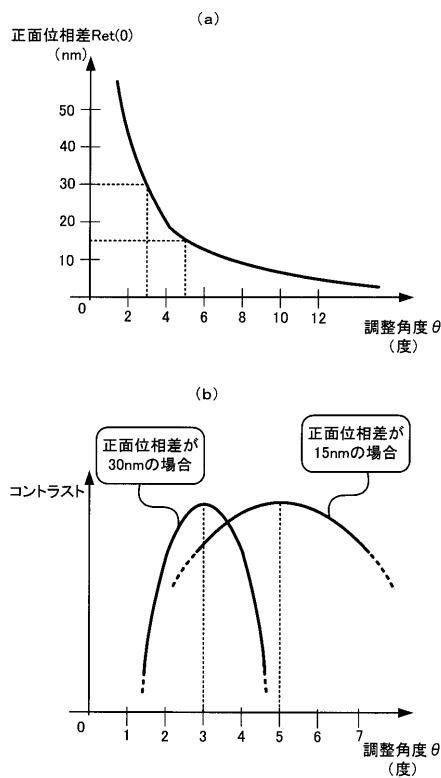 (a)
正面位相差Ret(0)
(nm)
50
40
30
20
10
0
2 4 6 8 10 12
調整角度θ
(度)
(b)
正面位相差が
30nmの場合
正面位相差が
15nmの場合
コントラスト
0
1 2 3 4 5 6 7
調整角度θ
(度)